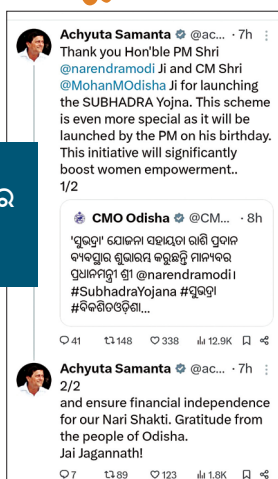 Achyuta Samanta @ac... · 7h
Thank you Hon'ble PM Shri
@narendramodi Ji and CM Shri
@MohanMOdisha Ji for launching
the SUBHADRA Yojna. This scheme
is even more special as it will be
launched by the PM on his birthday.
This initiative will significantly
boost women empowerment..
1/2
ର
CMO Odisha @CM... · 8h
'ସୁଭଦ୍ରା' ଯୋଜନା ସହାୟତା ରାଶି ପ୍ରଦାନ
ବ୍ୟବସ୍ଥାର ଶୁଭାରମ୍ଭ କରୁଛନ୍ତି ମାନ୍ୟବର
ପ୍ରଧାନମନ୍ତ୍ରୀ ଶ୍ରୀ @narendramodi।
#SubhadraYojana #ସୁଭଦ୍ରା
#ବିକଶିତଓଡ଼ିଶା...
41 148 338 12.9K
Achyuta Samanta @ac... · 7h
2/2
and ensure financial independence
for our Nari Shakti. Gratitude from
the people of Odisha.
Jai Jagannath!
7 89 123 1.8K